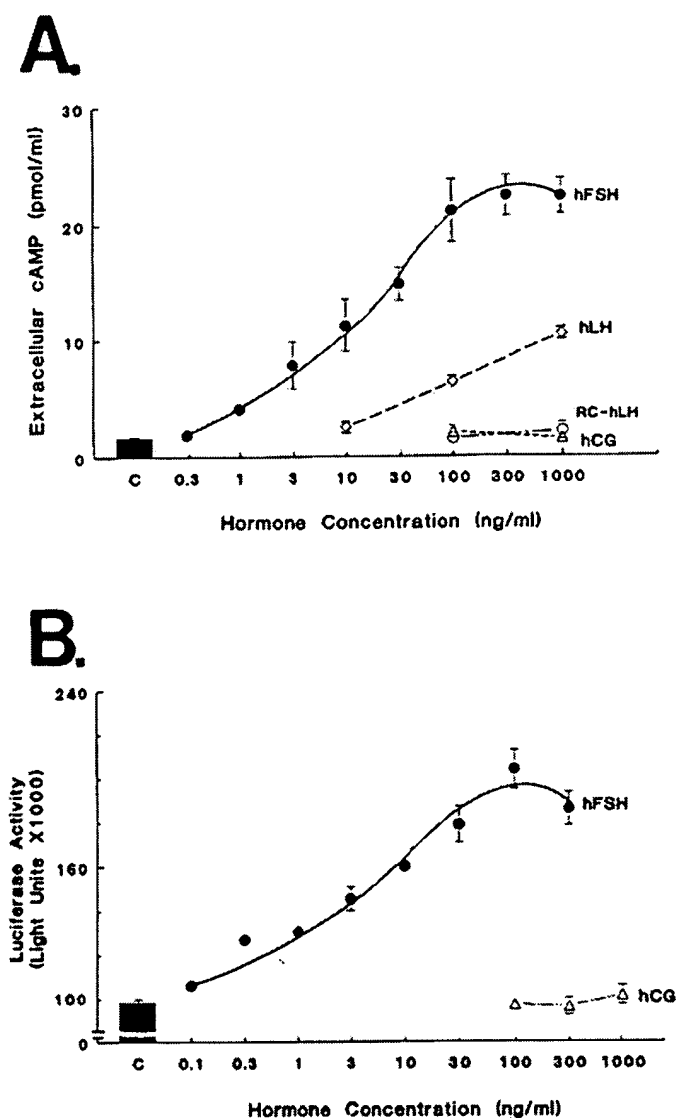 A.
30
20
10
0
Extracellular cAMP (pmol/ml)
hFSH
hLH
RC-hLH
hCG
C 0.3 1 3 10 30 100 300 1000
Hormone Concentration (ng/ml)
B.
240
160
100
0
Luciferase Activity
(Light Units X1000)
hFSH
hCG
C 0.1 0.3 1 3 10 30 100 300 1000
Hormone Concentration (ng/ml)